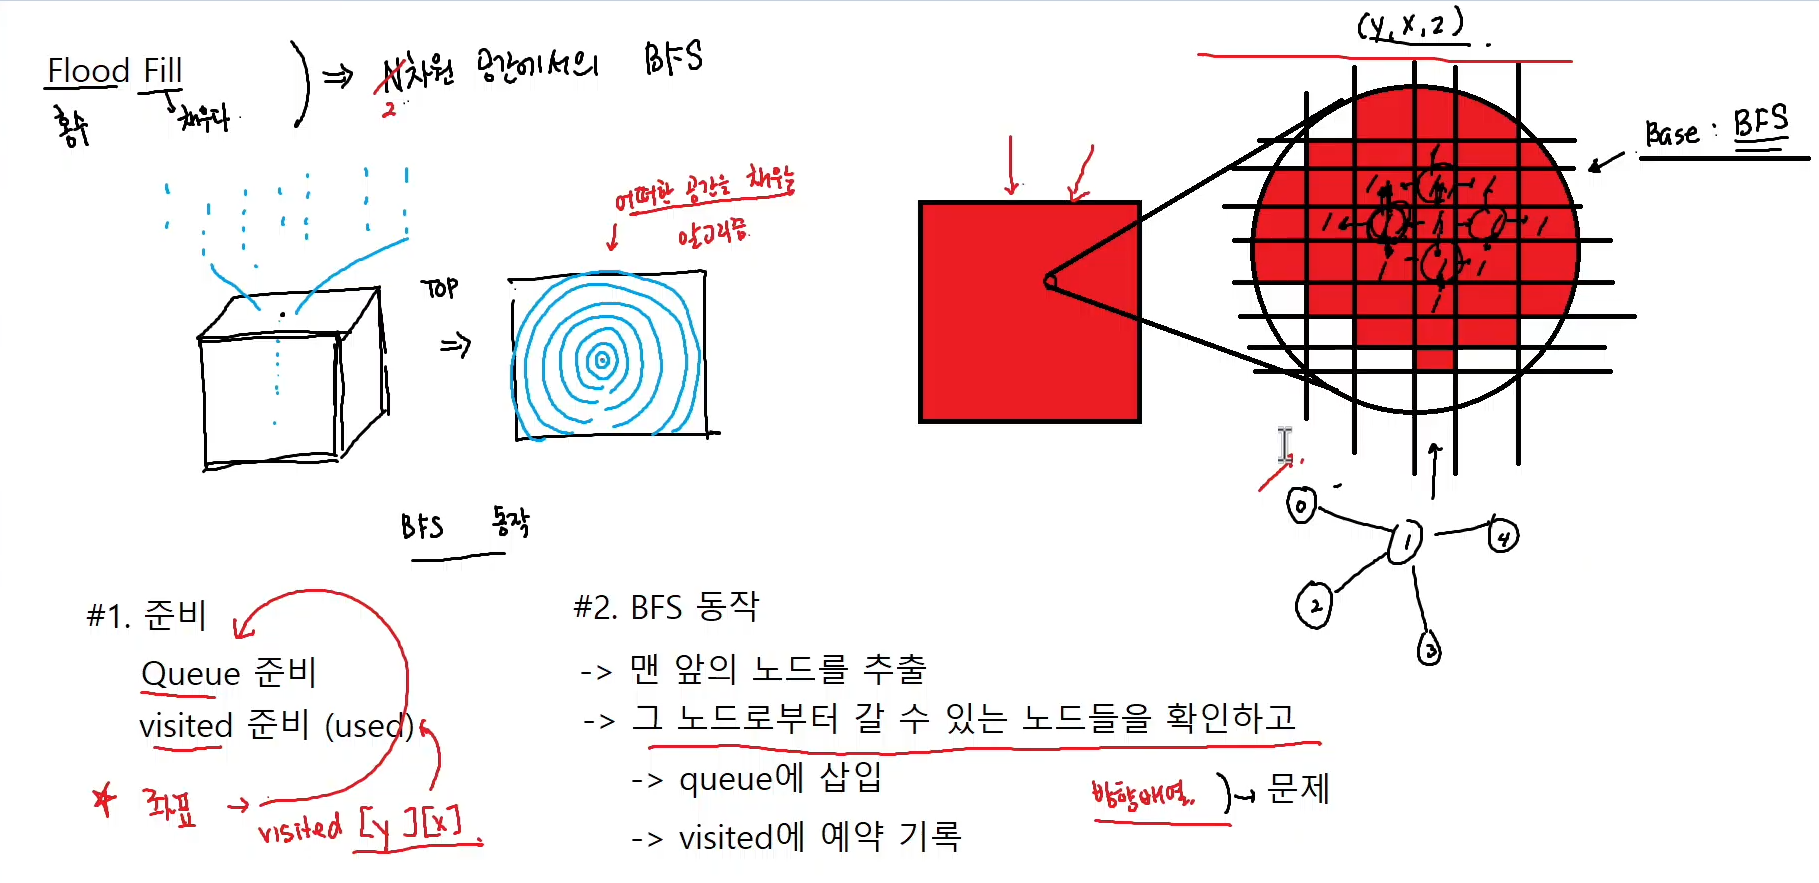 Flood Fill
홍수
채우다.
⇒ N차원 공간에서의 BFS
2
(y, x, z)
Base : BFS
어떠한 공간을 채우는
알고리즘
TOP
⇒
BFS 동작
0
1
4
2
3
#1. 준비
Queue 준비
visited 준비 (used)
좌표 → visited [y][x]
#2. BFS 동작
-> 맨 앞의 노드를 추출
-> 그 노드로부터 갈 수 있는 노드들을 확인하고
-> queue에 삽입
-> visited에 예약 기록
방향배열. ) → 문제